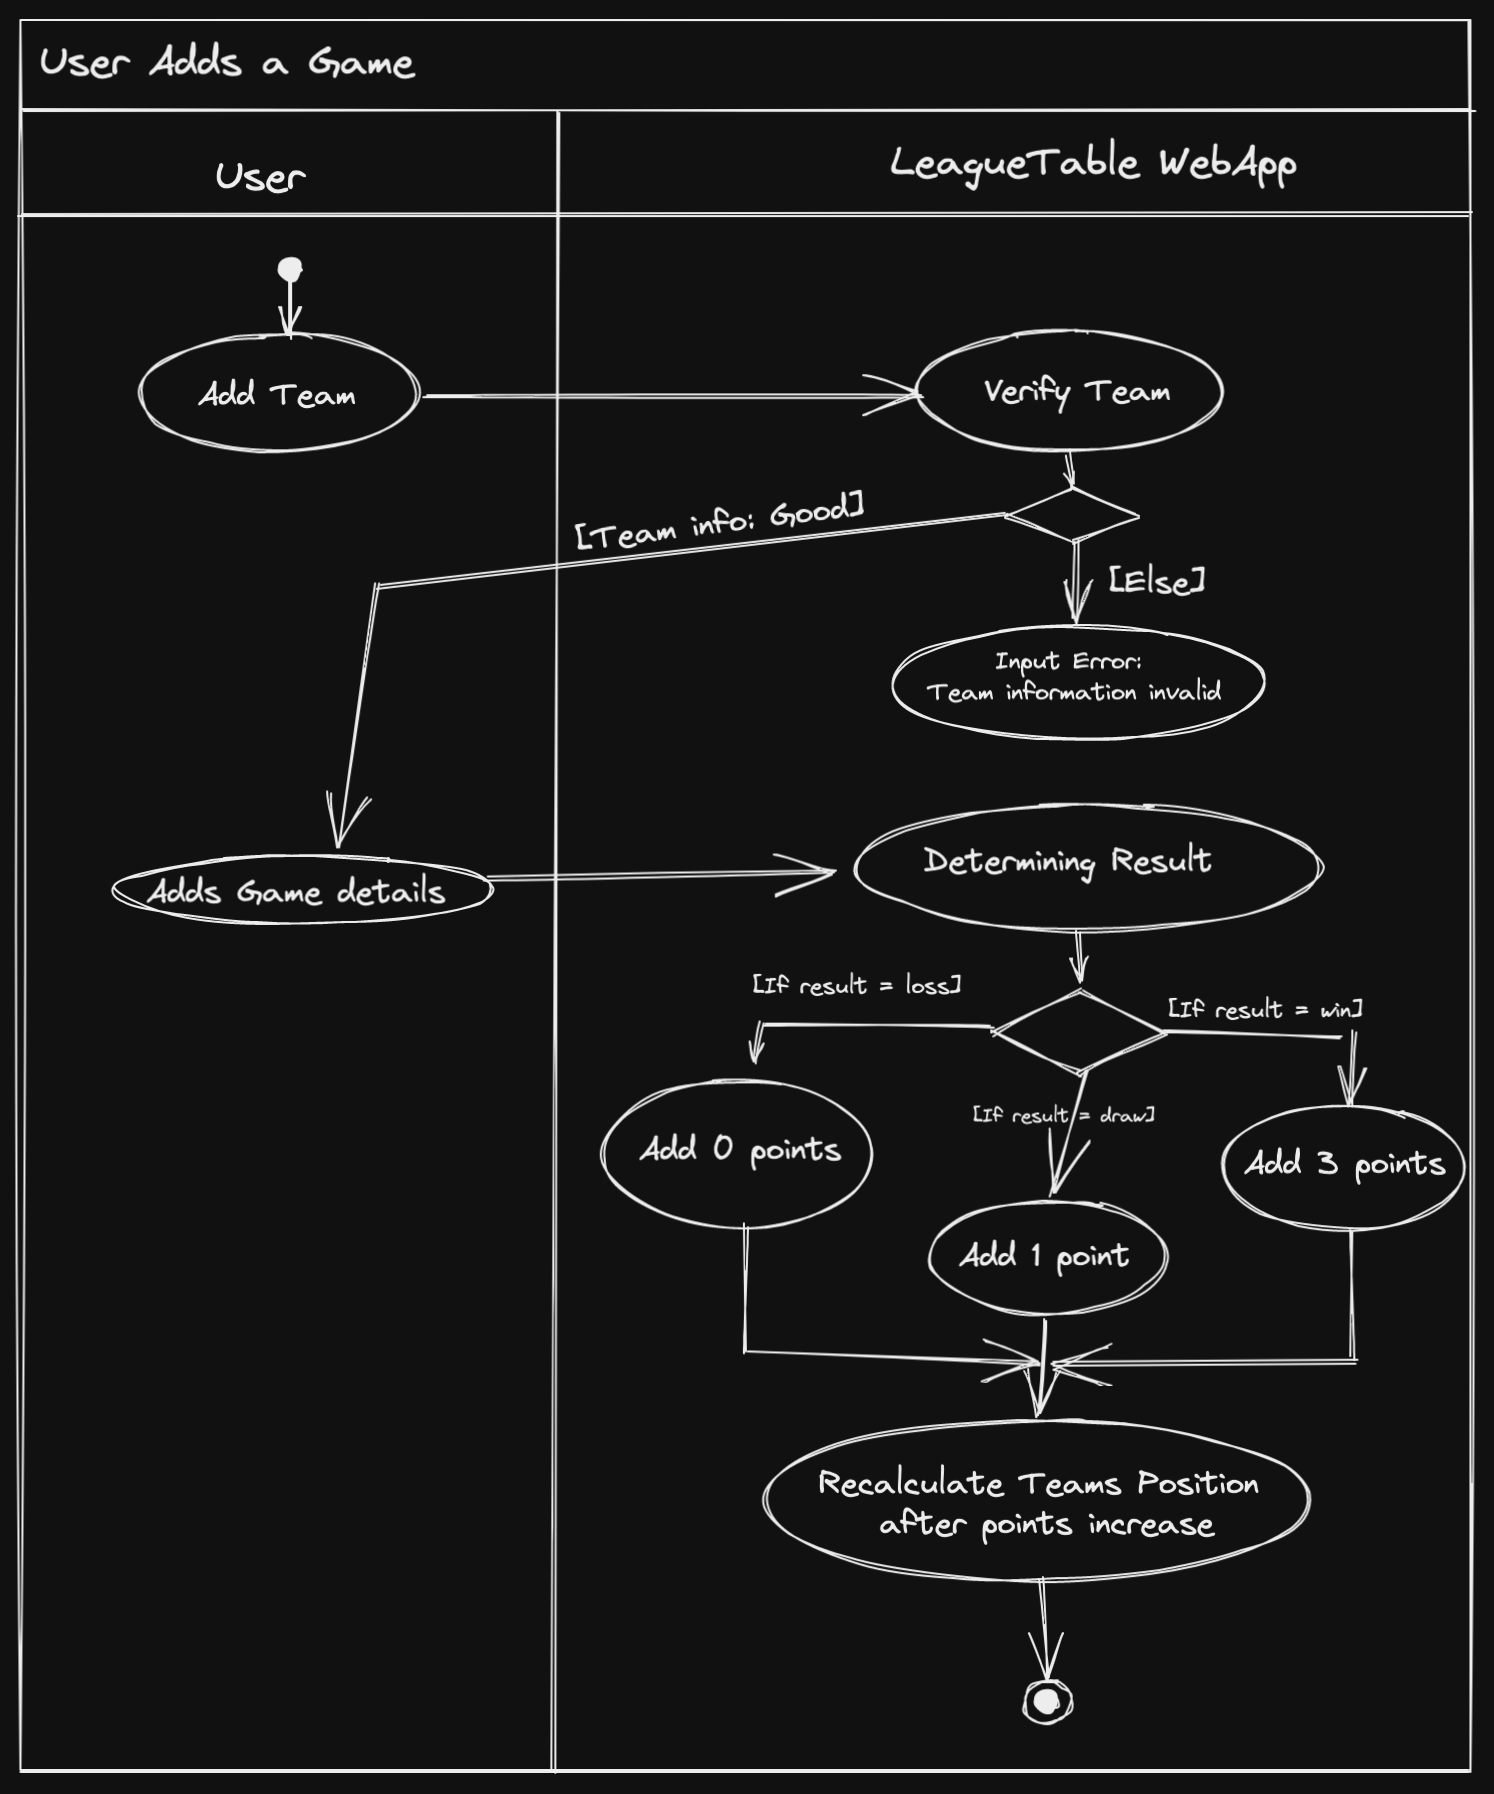 User Adds a Game
User
LeagueTable WebApp
Add Team
Verify Team
[Team info: Good]
[Else]
Input Error:
Team information invalid
Adds Game details
Determining Result
[If result = loss]
[If result = win]
[If result = draw]
Add 0 points
Add 3 points
Add 1 point
Recalculate Teams Position
after points increase